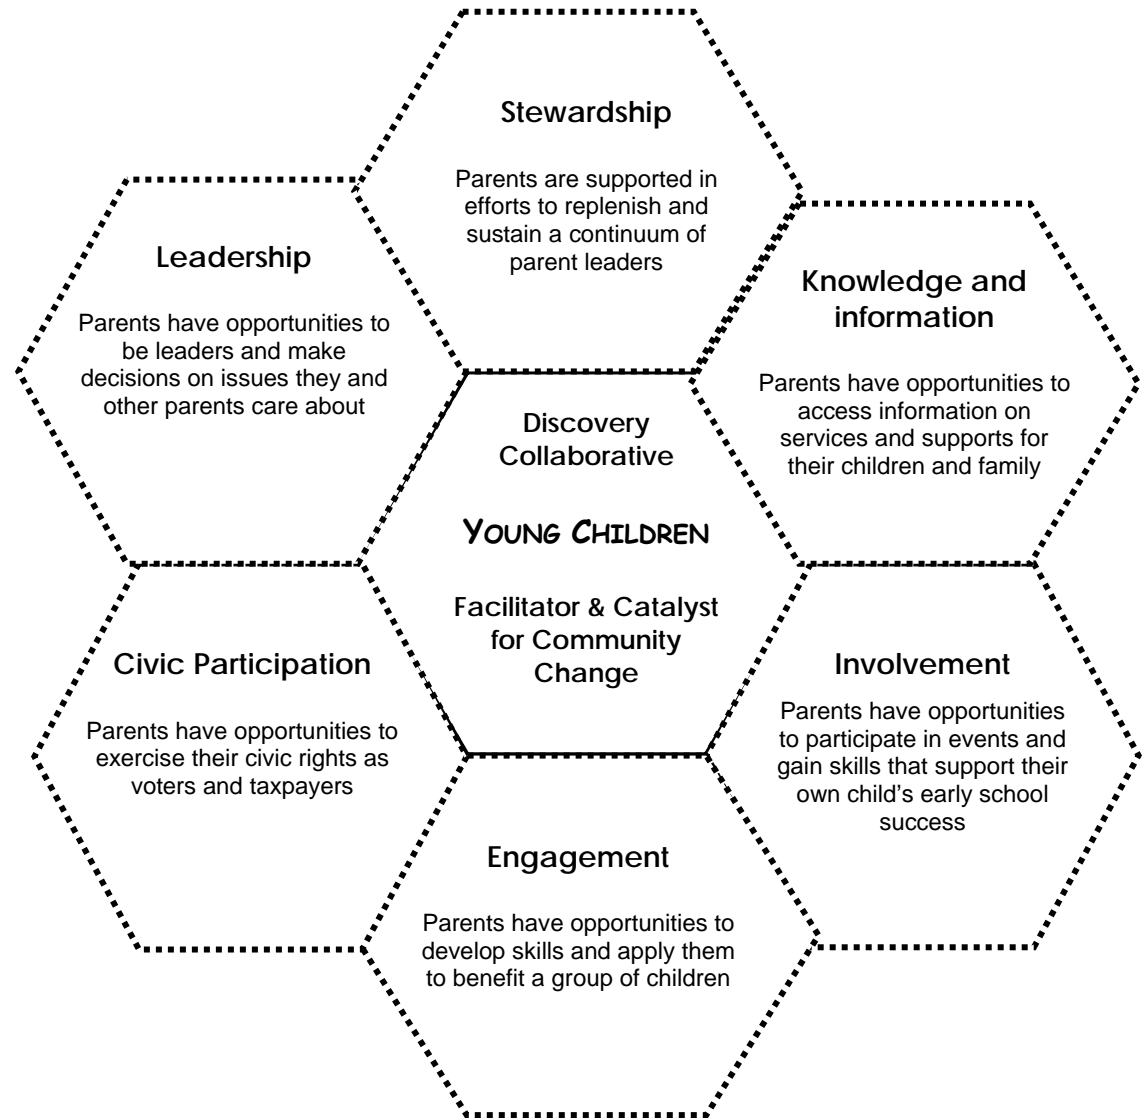 Stewardship
Parents are supported in
efforts to replenish and
sustain a continuum of
parent leaders
Leadership
Parents have opportunities to
be leaders and make
decisions on issues they and
other parents care about
Knowledge and
information
Parents have opportunities to
access information on
services and supports for
their children and family
Discovery
Collaborative
YOUNG CHILDREN
Facilitator & Catalyst
for Community
Change
Civic Participation
Parents have opportunities to
exercise their civic rights as
voters and taxpayers
Involvement
Parents have opportunities
to participate in events and
gain skills that support their
own child’s early school
success
Engagement
Parents have opportunities to
develop skills and apply them
to benefit a group of children